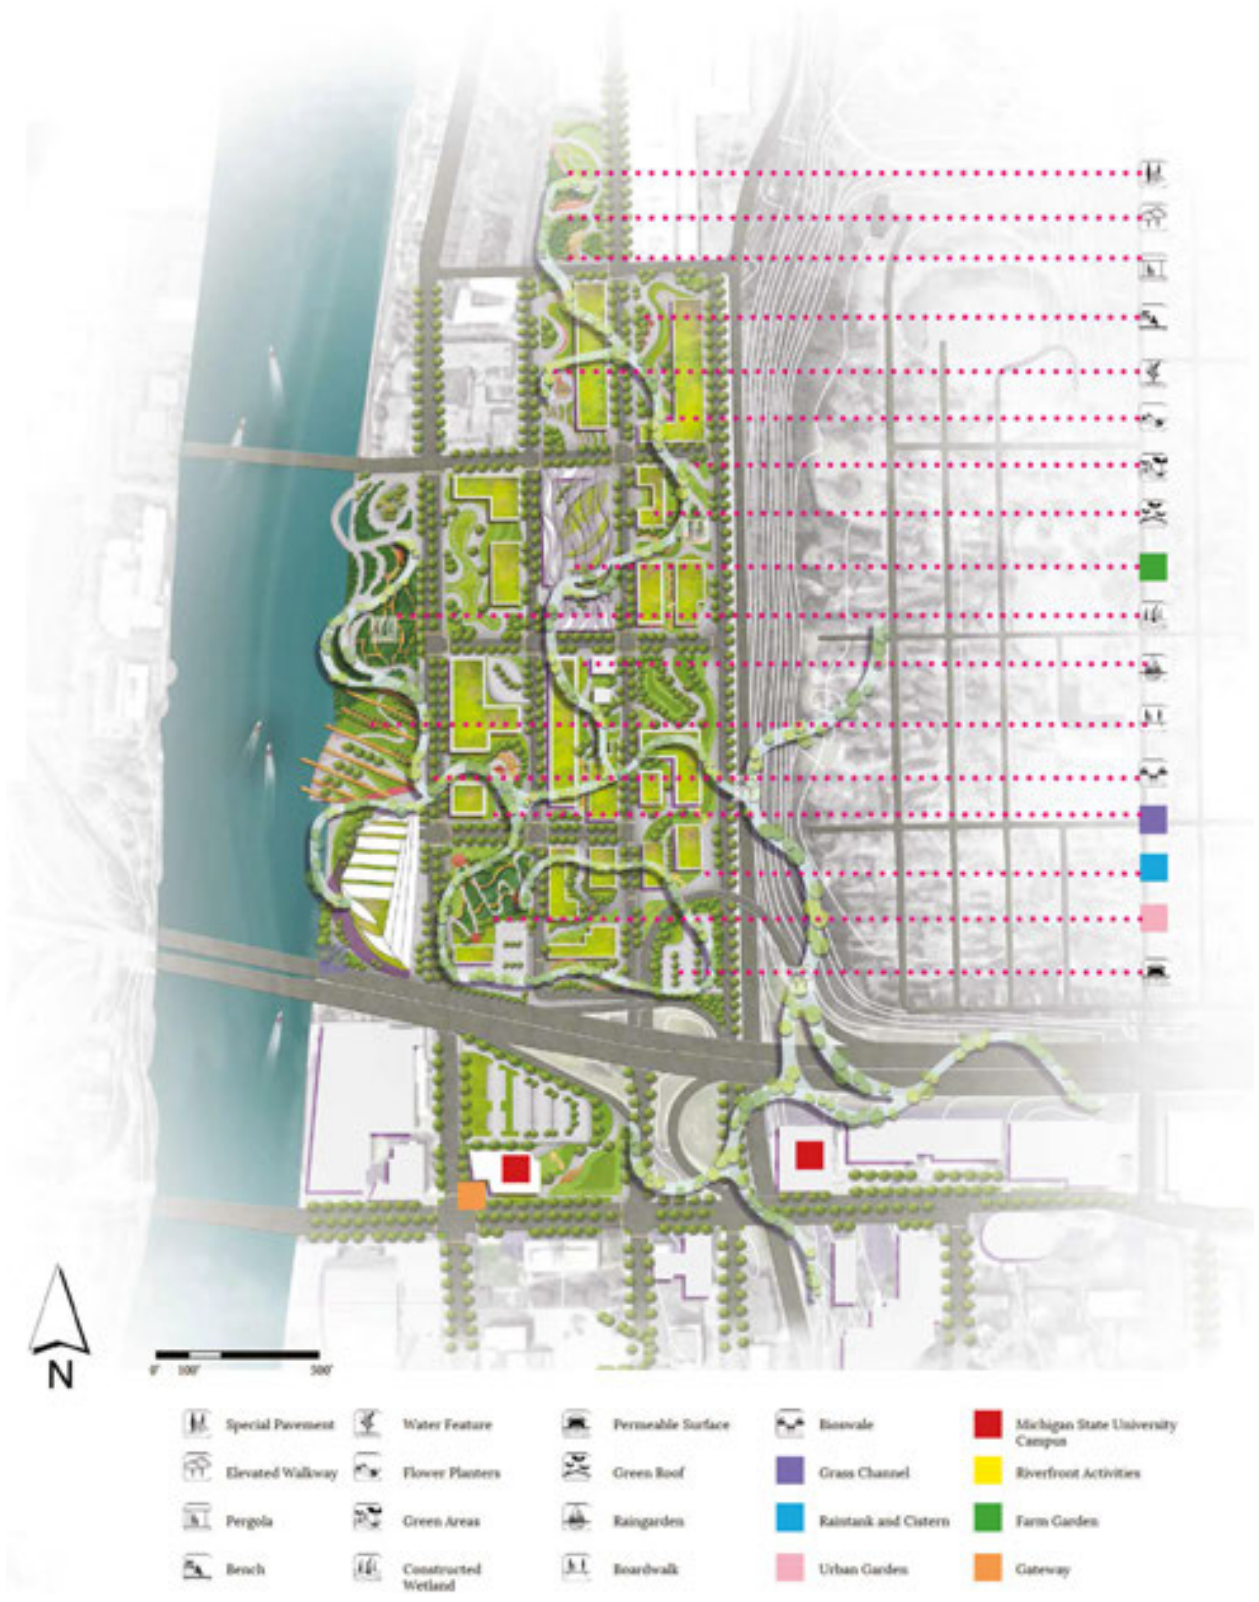 N
0' 100' 500'
Special Pavement
Water Feature
Permeable Surface
Bioswale
Michigan State University
Campus
Elevated Walkway
Flower Planters
Green Roof
Grass Channel
Riverfront Activities
Pergola
Green Areas
Raingarden
Raintank and Cistern
Farm Garden
Bench
Constructed
Wetland
Boardwalk
Urban Garden
Gateway